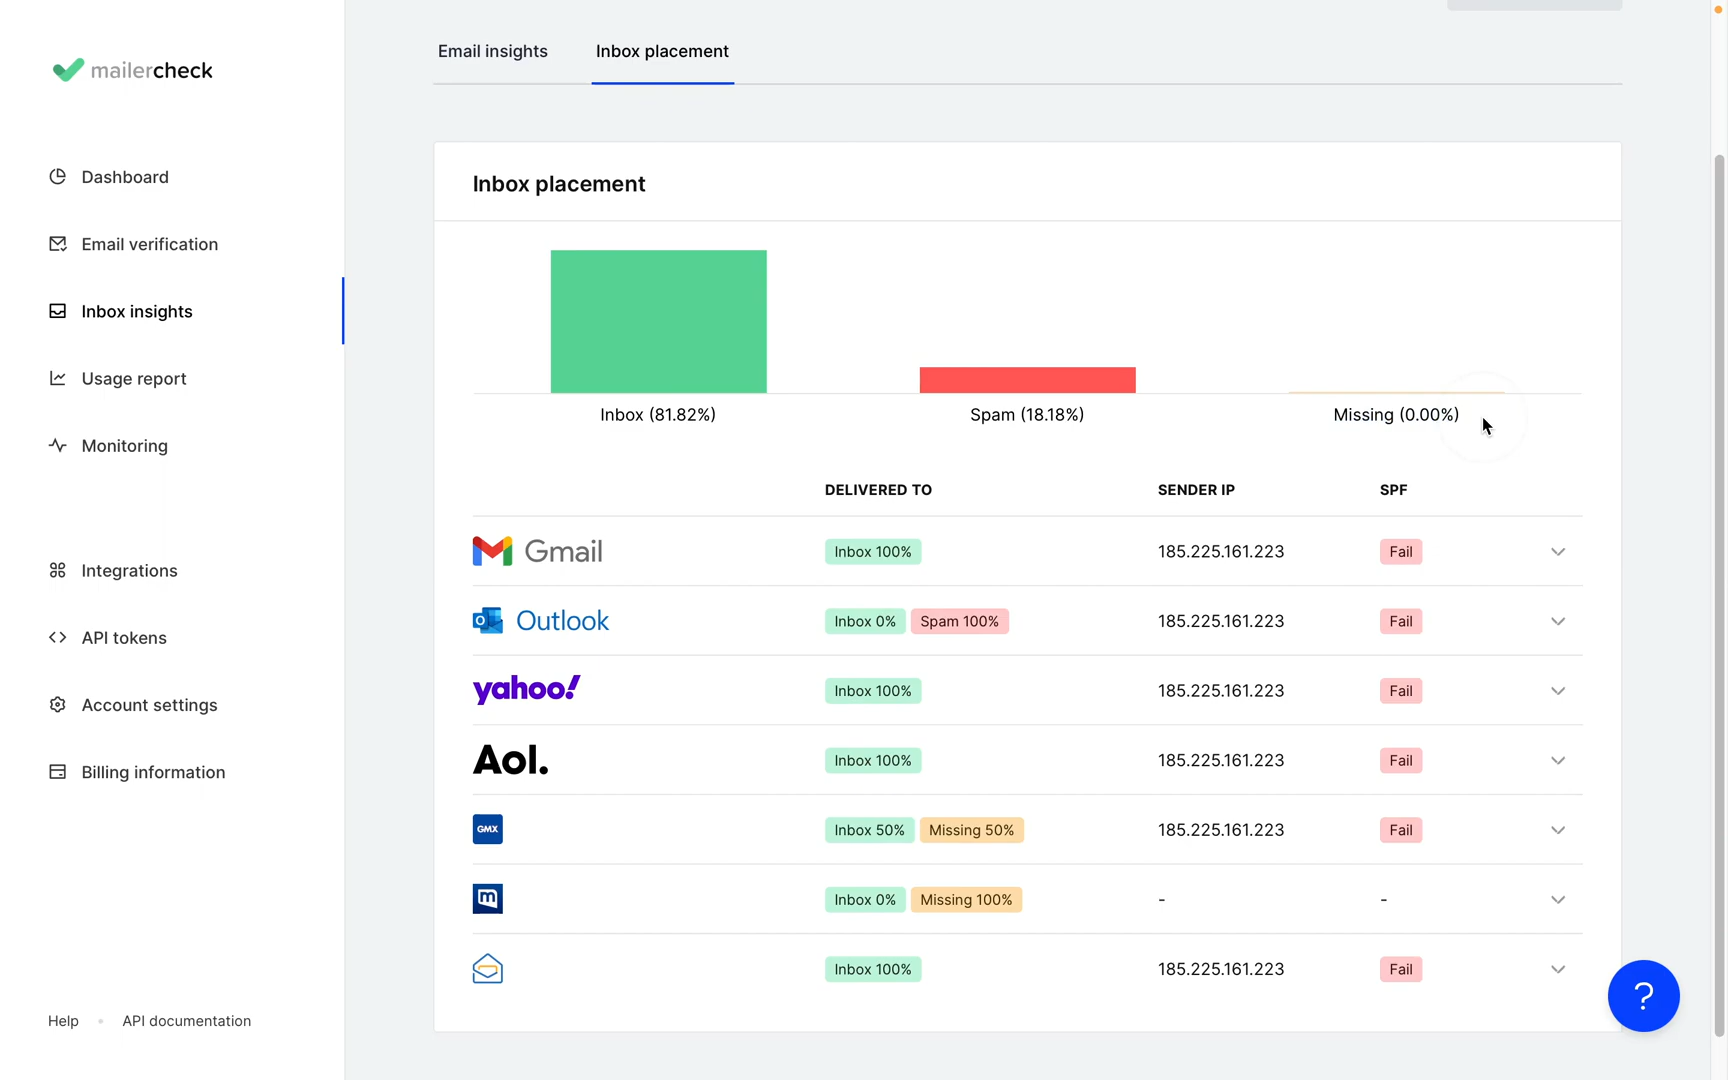 mailercheck
Dashboard
Email verification
Inbox insights
Usage report
Monitoring
Integrations
API tokens
Account settings
Billing information
Help • API documentation
Email insights Inbox placement
Inbox placement
Inbox (81.82%) Spam (18.18%) Missing (0.00%)
DELIVERED TO SENDER IP SPF
Gmail Inbox 100% 185.225.161.223 Fail
Outlook Inbox 0% Spam 100% 185.225.161.223 Fail
yahoo! Inbox 100% 185.225.161.223 Fail
Aol. Inbox 100% 185.225.161.223 Fail
GMX Inbox 50% Missing 50% 185.225.161.223 Fail
m Inbox 0% Missing 100% - -
Inbox 100% 185.225.161.223 Fail
?